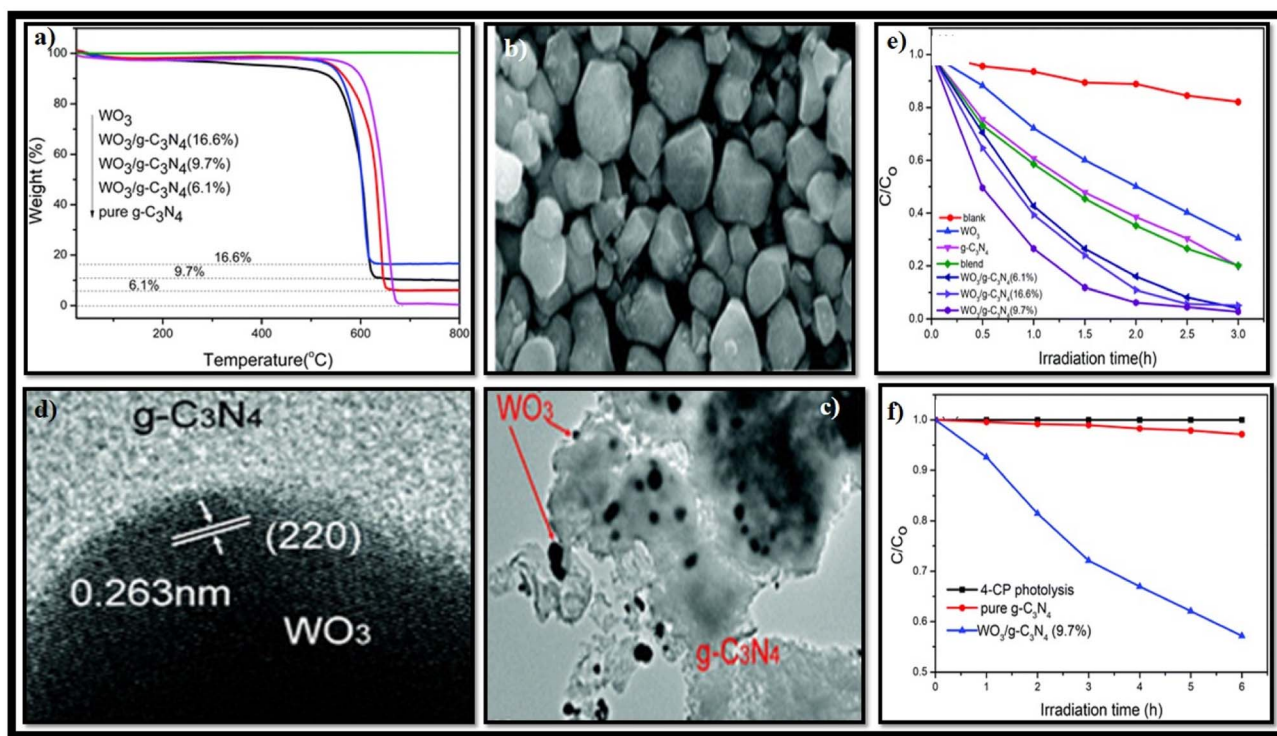 a)
100
80
60
40
20
0
Weight (%)
WO₃
WO₃/g-C₃N₄(16.6%)
WO₃/g-C₃N₄(9.7%)
WO₃/g-C₃N₄(6.1%)
pure g-C₃N₄
16.6%
9.7%
6.1%
200 400 600 800
Temperature(°C)
b)
e)
1.0
0.8
0.6
0.4
0.2
0.0
C/C₀
blank
WO₃
g-C₃N₄
blend
WO₃/g-C₃N₄(6.1%)
WO₃/g-C₃N₄(16.6%)
WO₃/g-C₃N₄(9.7%)
0.0 0.5 1.0 1.5 2.0 2.5 3.0
Irradiation time(h)
d)
g-C₃N₄
(220)
0.263nm
WO₃
c)
WO₃
g-C₃N₄
f)
1.0
0.9
0.8
0.7
0.6
0.5
C/C₀
4-CP photolysis
pure g-C₃N₄
WO₃/g-C₃N₄ (9.7%)
0 1 2 3 4 5 6
Irradiation time (h)